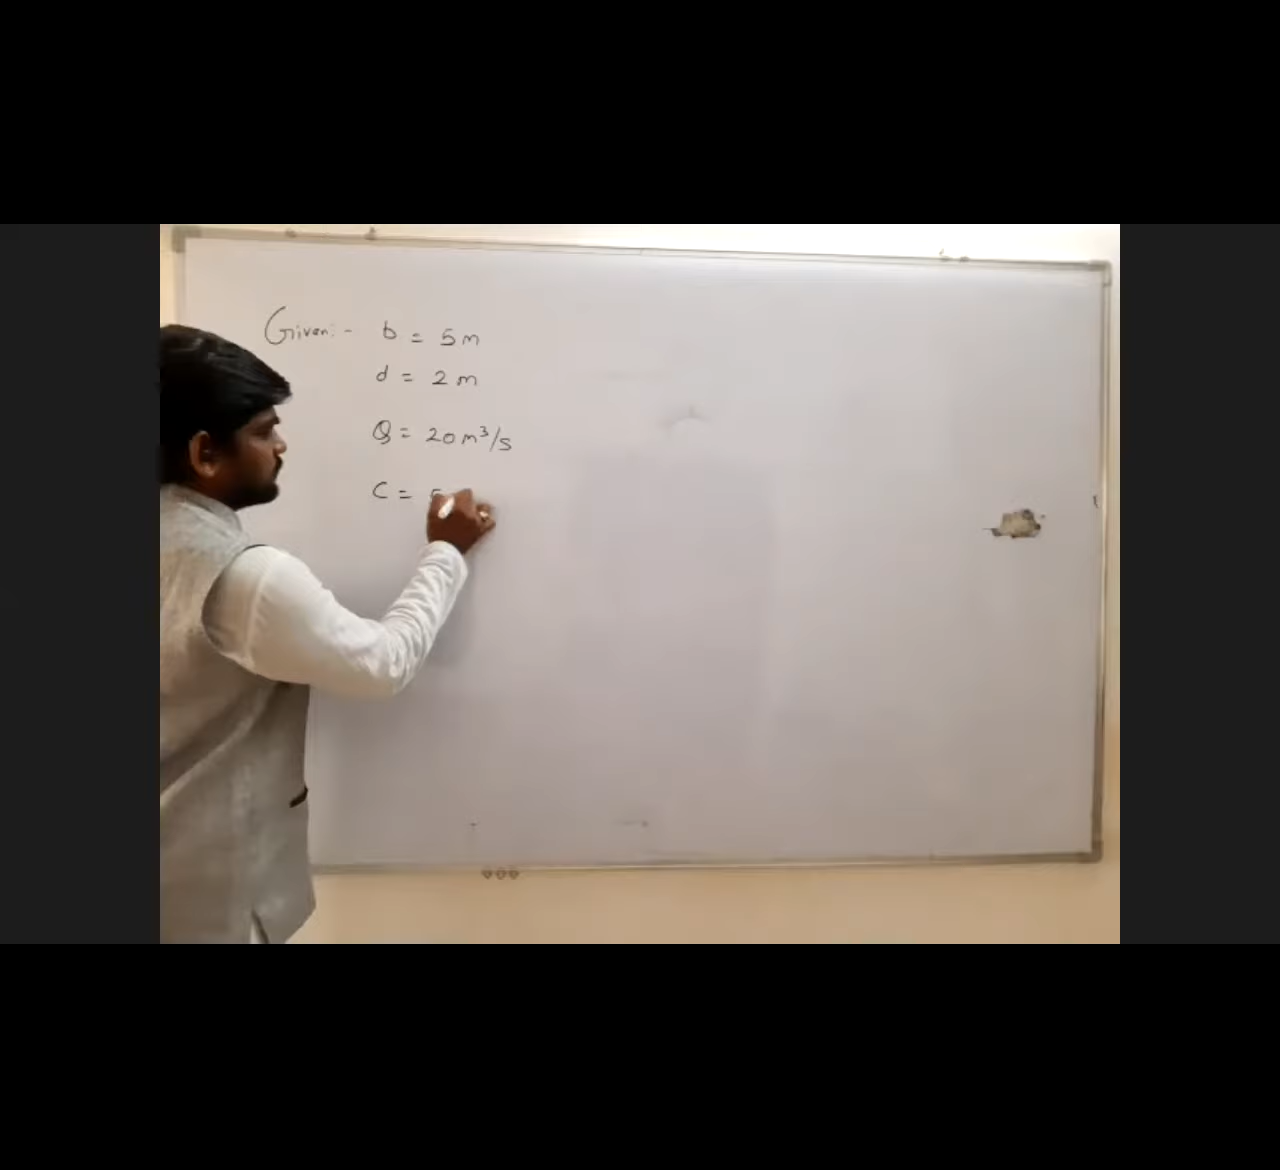 Given:- b = 5m
d = 2 m
Q = 20 m³/s
C =